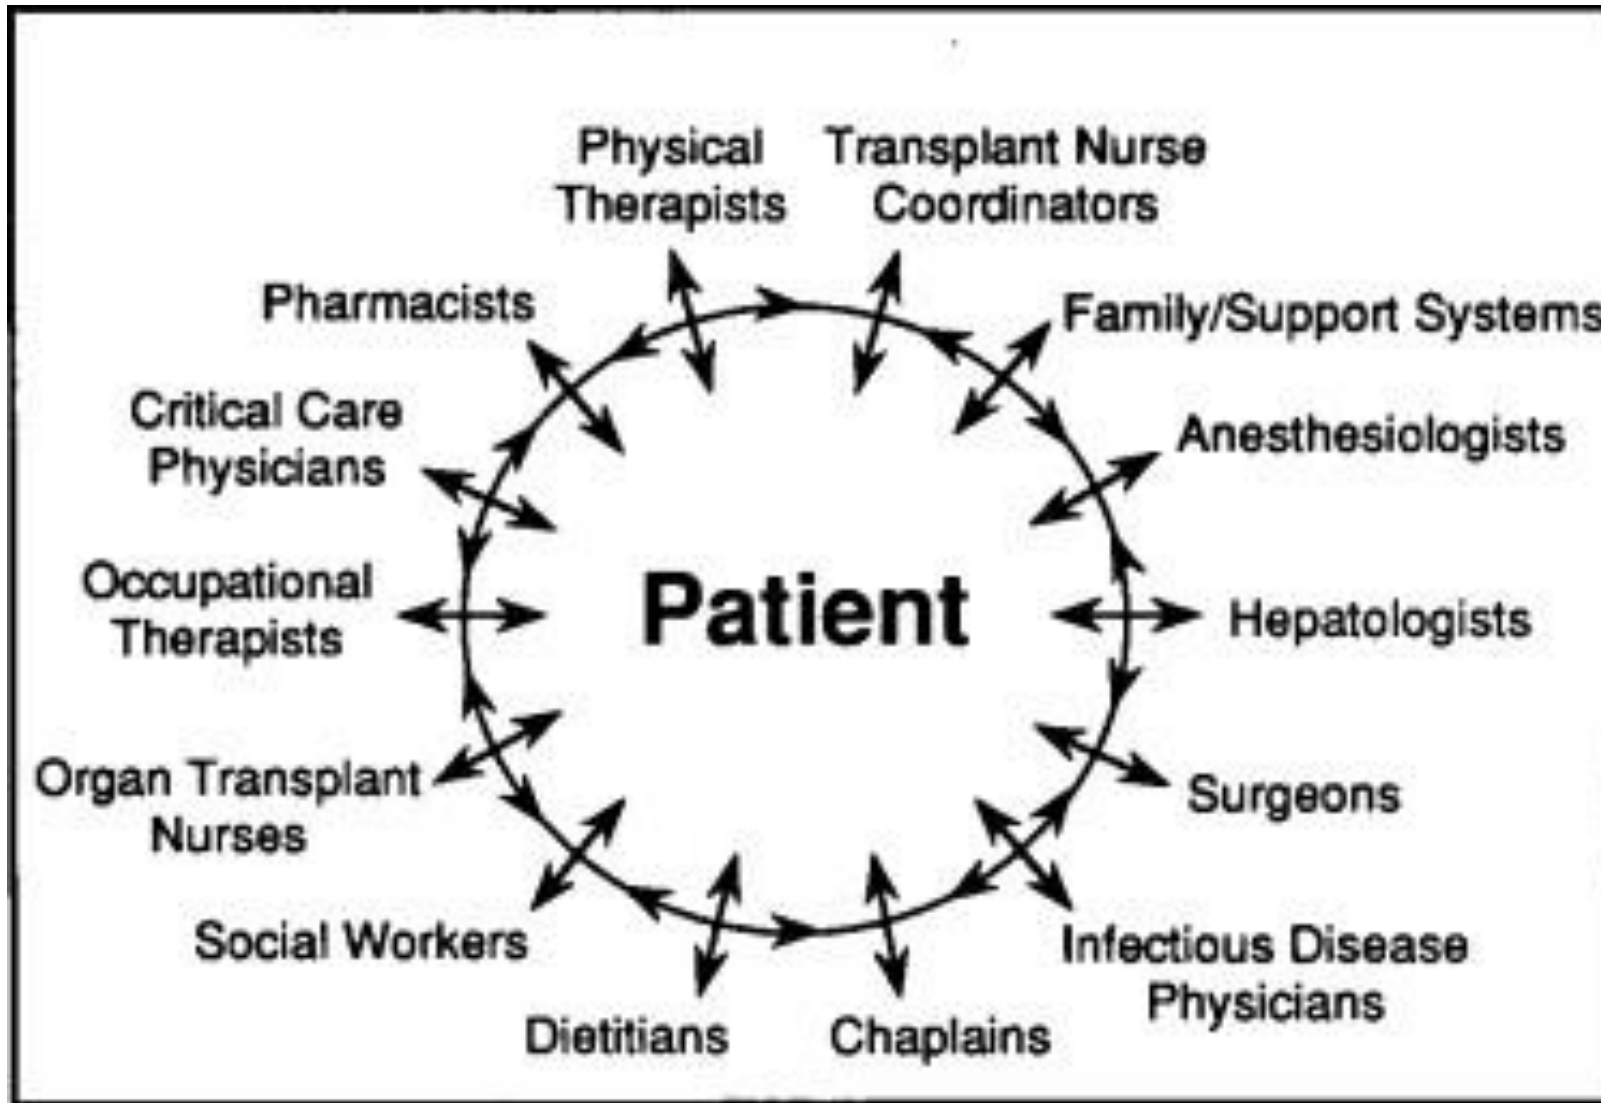 Physical
Therapists
Transplant Nurse
Coordinators
Pharmacists
Family/Support Systems
Critical Care
Physicians
Anesthesiologists
Occupational
Therapists
Patient
Hepatologists
Organ Transplant
Nurses
Surgeons
Social Workers
Infectious Disease
Physicians
Dietitians
Chaplains